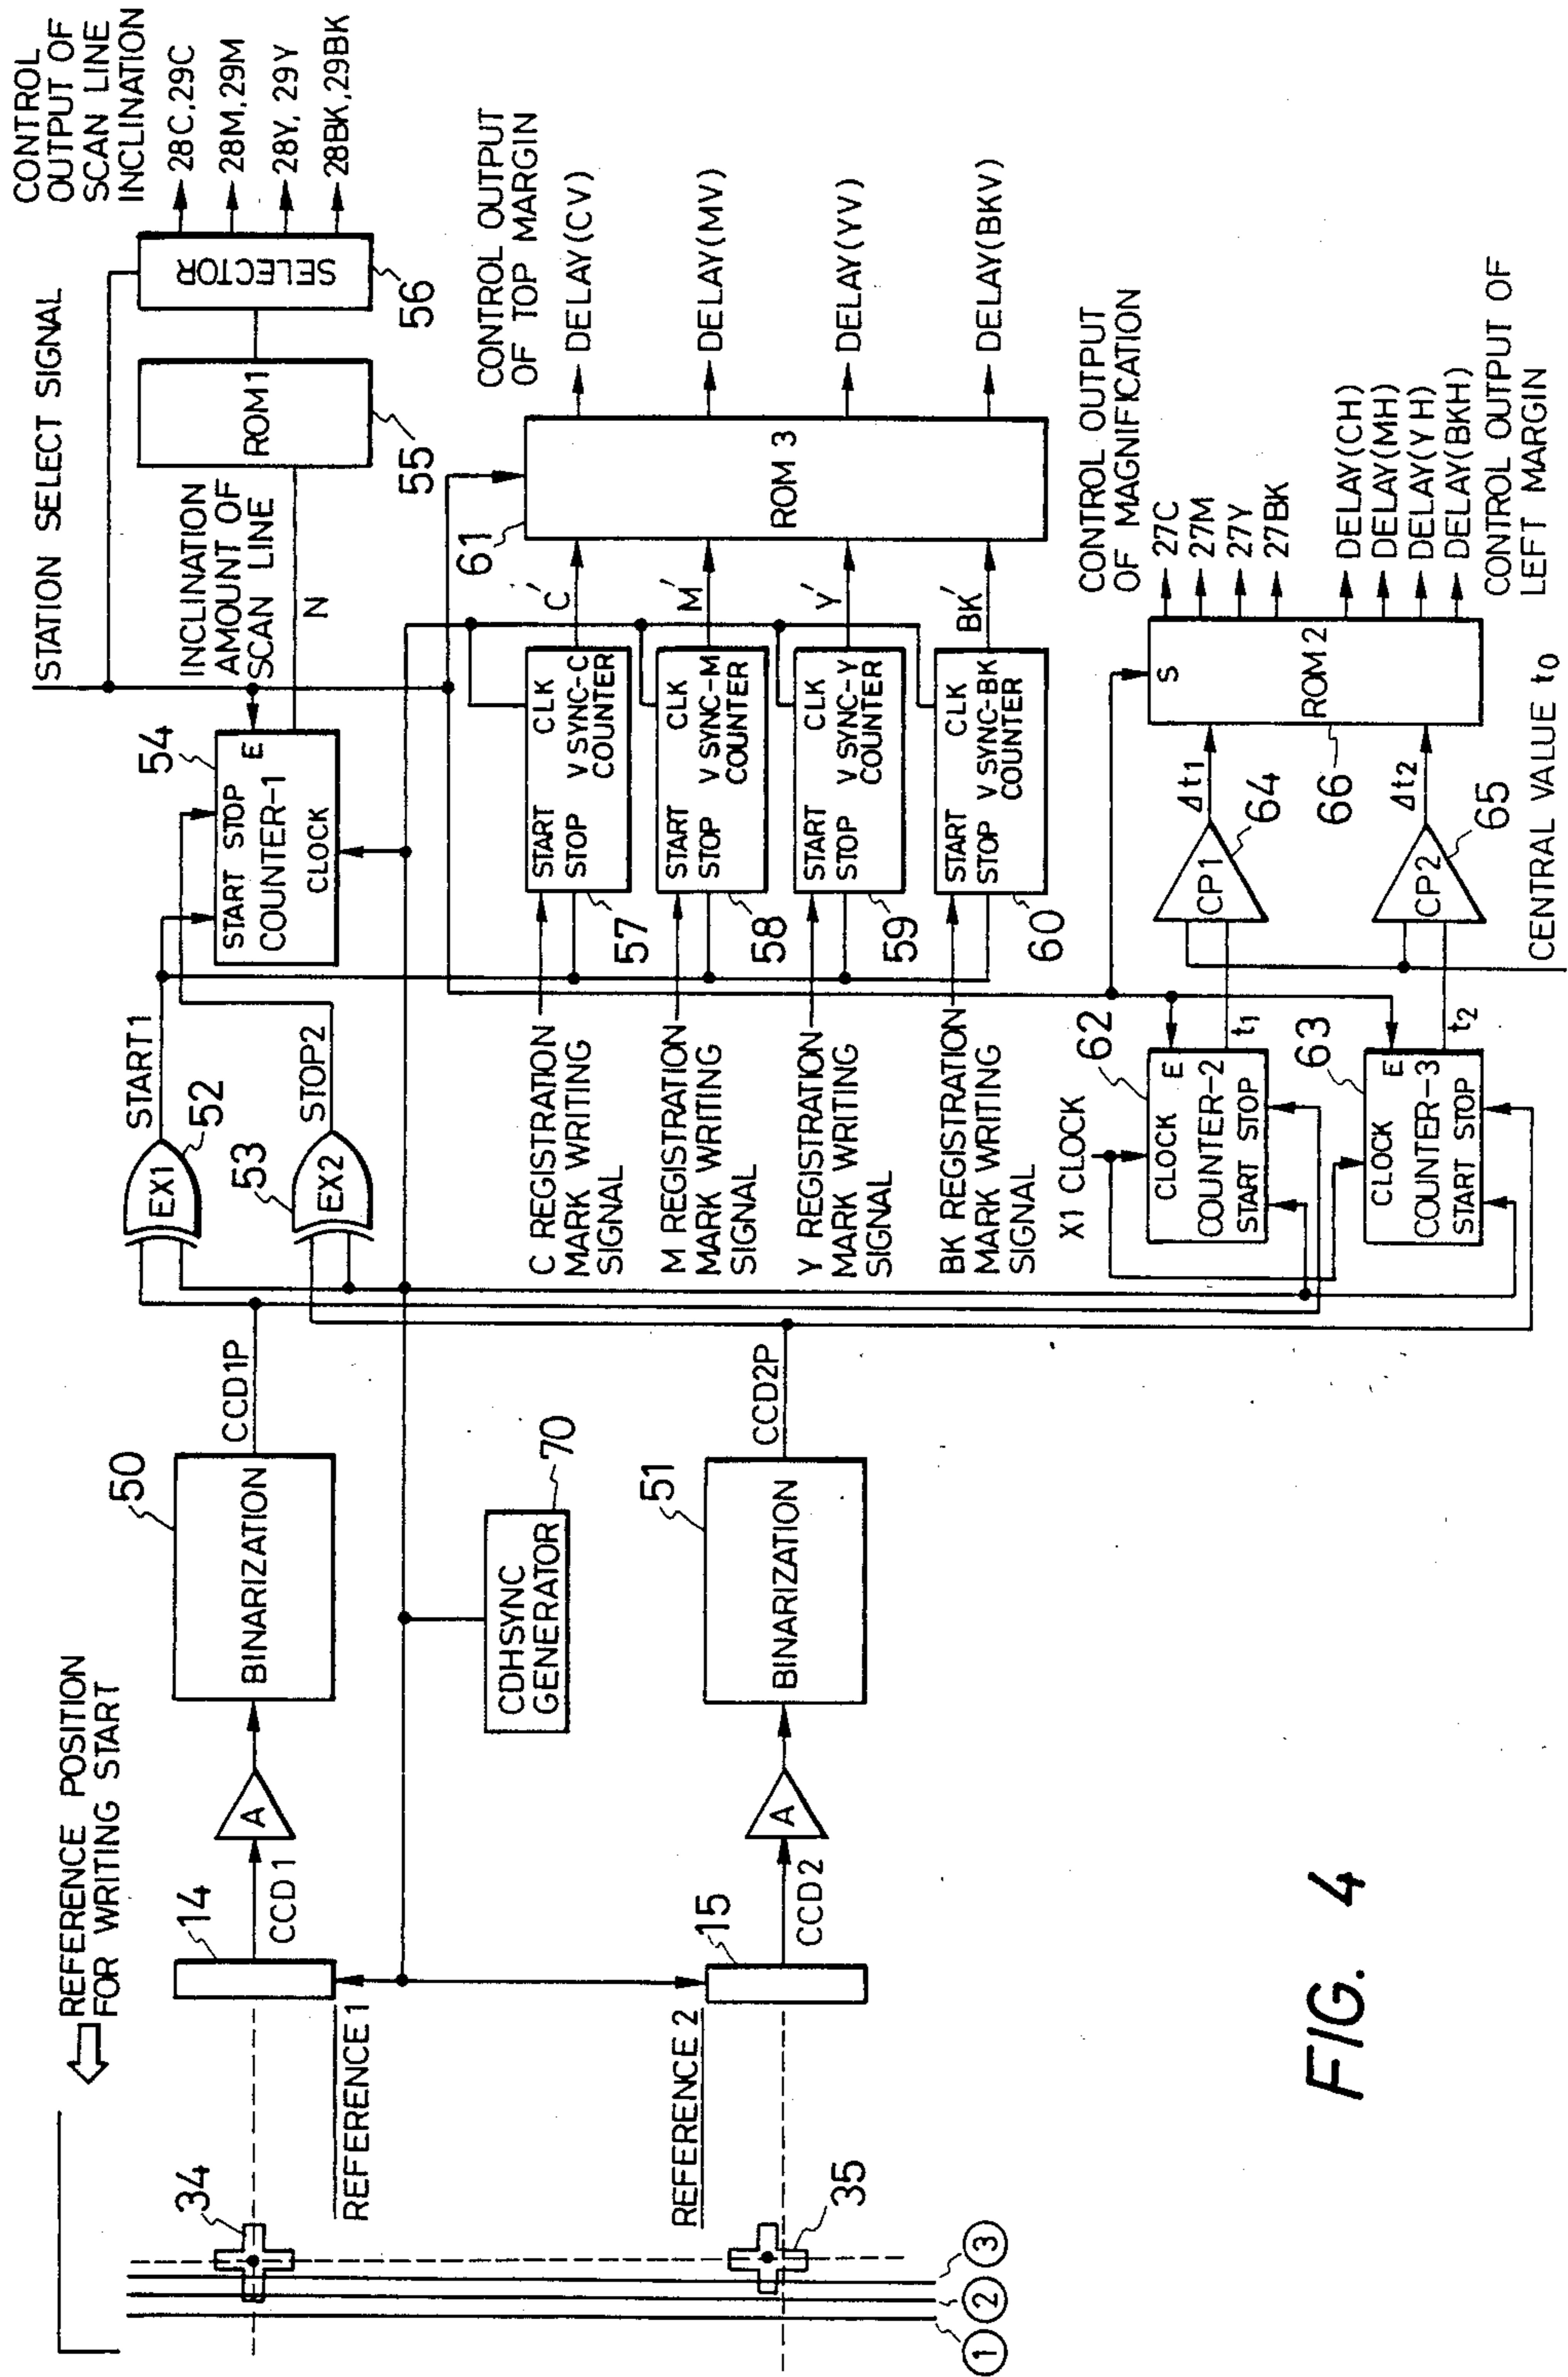 REFERENCE POSITION
FOR WRITING START
34
REFERENCE 1
14
CCD1
A
50
BINARIZATION
CCD1P
CDHSYNC
GENERATOR
70
35
REFERENCE 2
15
CCD2
A
51
BINARIZATION
CCD2P
1
2
3
EX1
52
START1
53
EX2
STOP2
STATION SELECT SIGNAL
54
START STOP
E
COUNTER-1
CLOCK
INCLINATION
AMOUNT OF
SCAN LINE
N
ROM1
55
SELECTOR
56
CONTROL
OUTPUT OF
SCAN LINE
INCLINATION
28C,29C
28M,29M
28Y,29Y
28BK,29BK
C REGISTRATION
MARK WRITING
SIGNAL
START CLK
STOP V SYNC-C
COUNTER
57
C'
M REGISTRATION
MARK WRITING
SIGNAL
START CLK
STOP V SYNC-M
COUNTER
58
M'
Y REGISTRATION
MARK WRITING
SIGNAL
START CLK
STOP V SYNC-Y
COUNTER
59
Y'
BK REGISTRATION
MARK WRITING
SIGNAL
START CLK
STOP V SYNC-BK
COUNTER
60
BK'
61
ROM 3
CONTROL OUTPUT
OF TOP MARGIN
DELAY(CV)
DELAY(MV)
DELAY(YV)
DELAY(BKV)
X1 CLOCK
62
CLOCK E
COUNTER-2
START STOP
t1
63
CLOCK E
COUNTER-3
START STOP
t2
CP1
64
Δt1
CP2
65
Δt2
CENTRAL VALUE t0
S
ROM 2
66
CONTROL OUTPUT
OF MAGNIFICATION
27C
27M
27Y
27BK
DELAY(CH)
DELAY(MH)
DELAY(YH)
DELAY(BKH)
CONTROL OUTPUT OF
LEFT MARGIN
FIG. 4